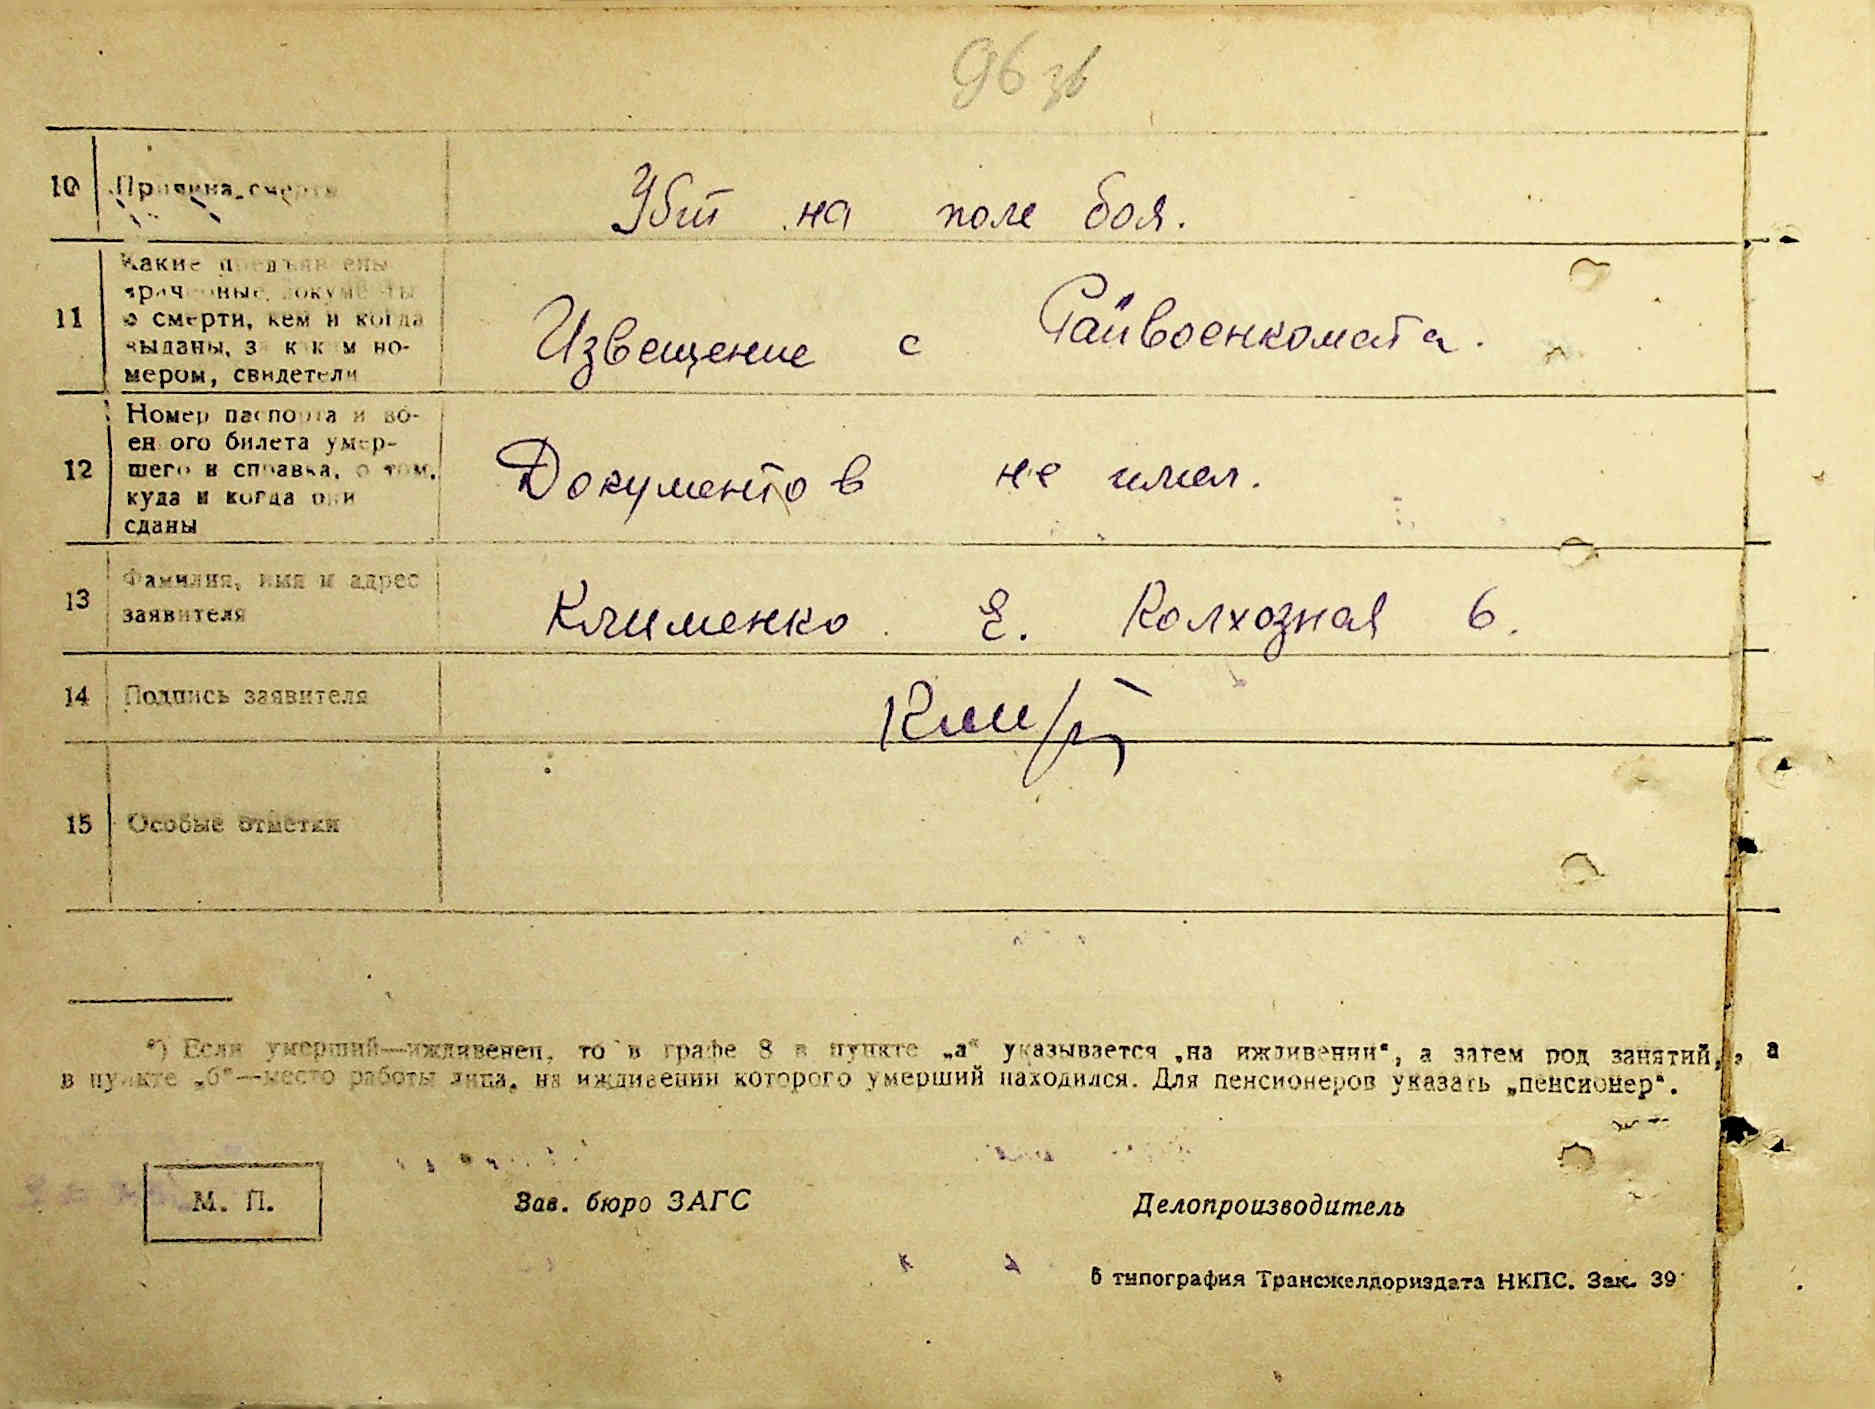 96 зв
10 Причина смерти Убит на поле боя.
11 Какие предъявлены
врачебные документы
о смерти, кем и когда
выданы, за каким но-
мером, свидетели
Извещение с Райвоенкомата.
12 Номер паспорта и во-
енного билета умер-
шего и справка, о том,
куда и когда они
сданы
Документов не имел.
13 Фамилия, имя и адрес
заявителя
Клименко Е. Колхозная 6.
14 Подпись заявителя
15 Особые отметки
*) Если умерший—иждивенец, то в графе 8 в пункте „а“ указывается „на иждивении“, а затем под занятий, а
в пункте „б“—место работы лица, на иждивении которого умерший находился. Для пенсионеров указать „пенсионер“.
М. П. Зав. бюро ЗАГС Делопроизводитель
6 типография Трансжелдориздата НКПС. Зак. 39